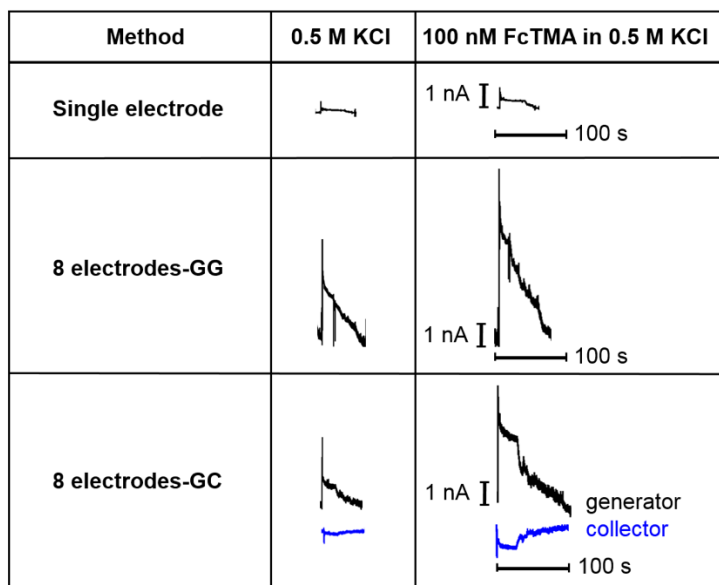 Method 0.5 M KCl 100 nM FcTMA in 0.5 M KCl
Single electrode 1 nA
100 s
8 electrodes-GG 1 nA
100 s
8 electrodes-GC 1 nA
generator
collector
100 s